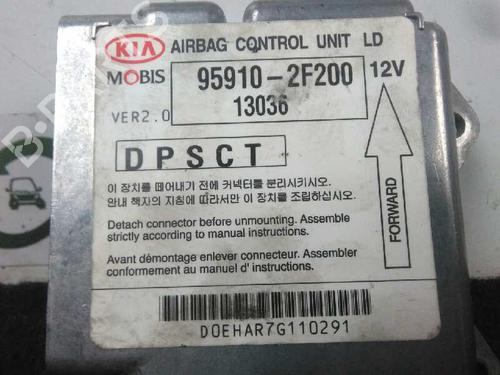 KIA AIRBAG CONTROL UNIT LD
MOBIS 95910-2F200 12V
VER2.0 13036
DPSCT
이 장치를 떼어내기 전에 커넥터를 분리시키시오.
안내 책자의 지침에 따라서만 이 장치를 조립하십시오.
FORWARD
Detach connector before unmounting. Assemble
strictly according to manual instructions.
Avant démontage enlever connecteur. Assembler
conformement au manuel d' instructions.
D0EHAR7G110291